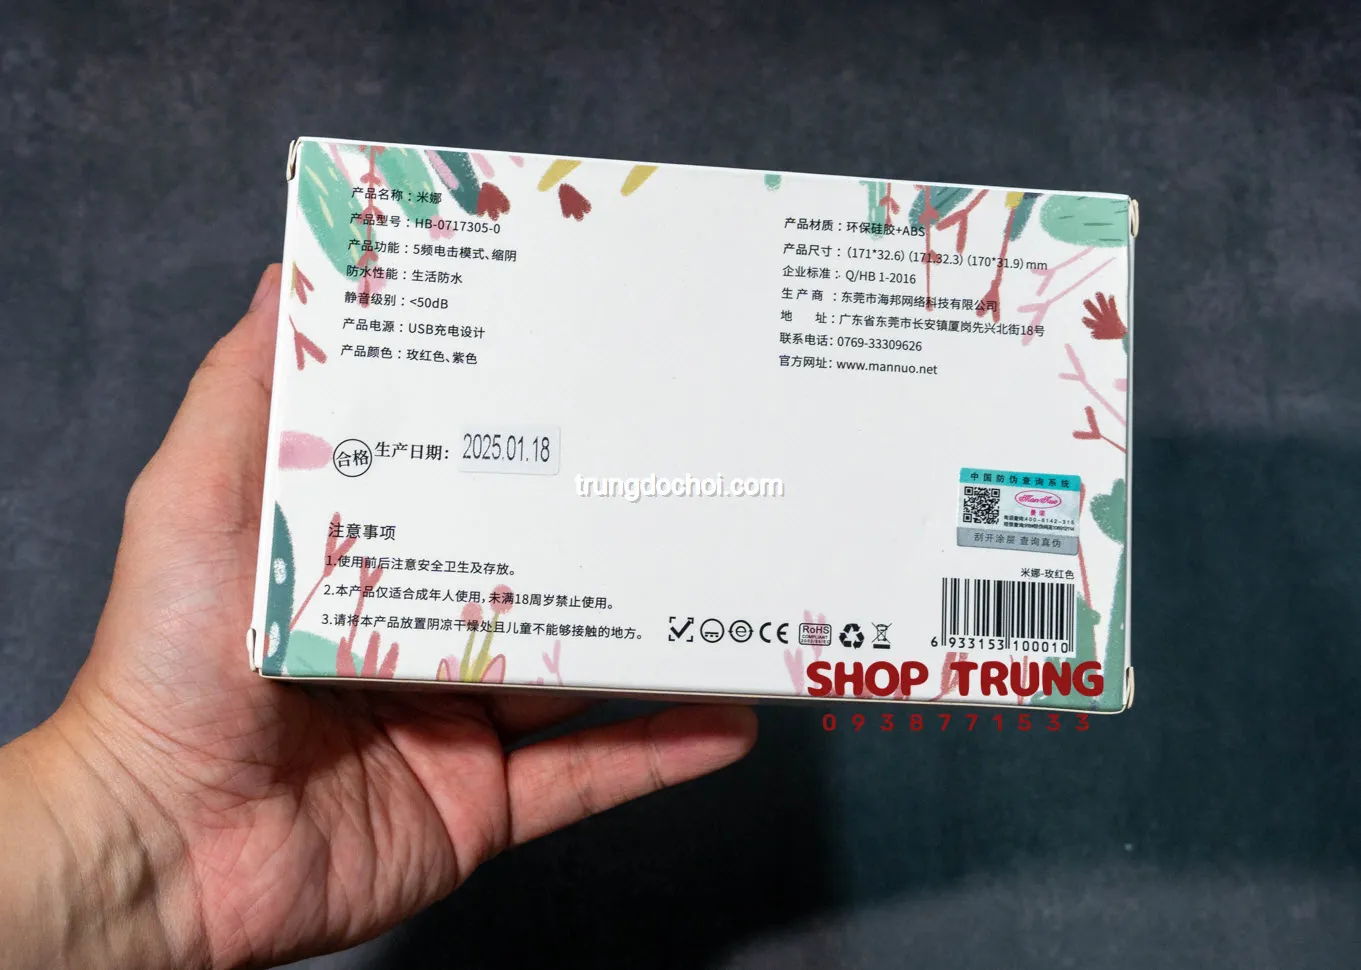 产品名称：米娜
产品型号：HB-0717305-0
产品功能：5频电击模式、缩阴
防水性能：生活防水
静音级别：<50dB
产品电源：USB充电设计
产品颜色：玫红色、紫色
产品材质：环保硅胶+ABS
产品尺寸：(171*32.6) (171.32.3) (170*31.9) mm
企业标准：Q/HB 1-2016
生产商：东莞市海邦网络科技有限公司
地 址：广东省东莞市长安镇厦岗先兴北街18号
联系电话：0769-33309626
官方网址：www.mannuo.net
合格 生产日期：2025.01.18
trungdochoi.com
中国防伪查询系统
曼诺
刮开涂层 查询真伪
注意事项
1.使用前后注意安全卫生及存放。
2.本产品仅适合成年人使用，未满18周岁禁止使用。
3.请将本产品放置阴凉干燥处且儿童不能够接触的地方。
CE
RoHS
COMPLIANT
米娜-玫红色
6 933153 100010
SHOP TRUNG
0938771533